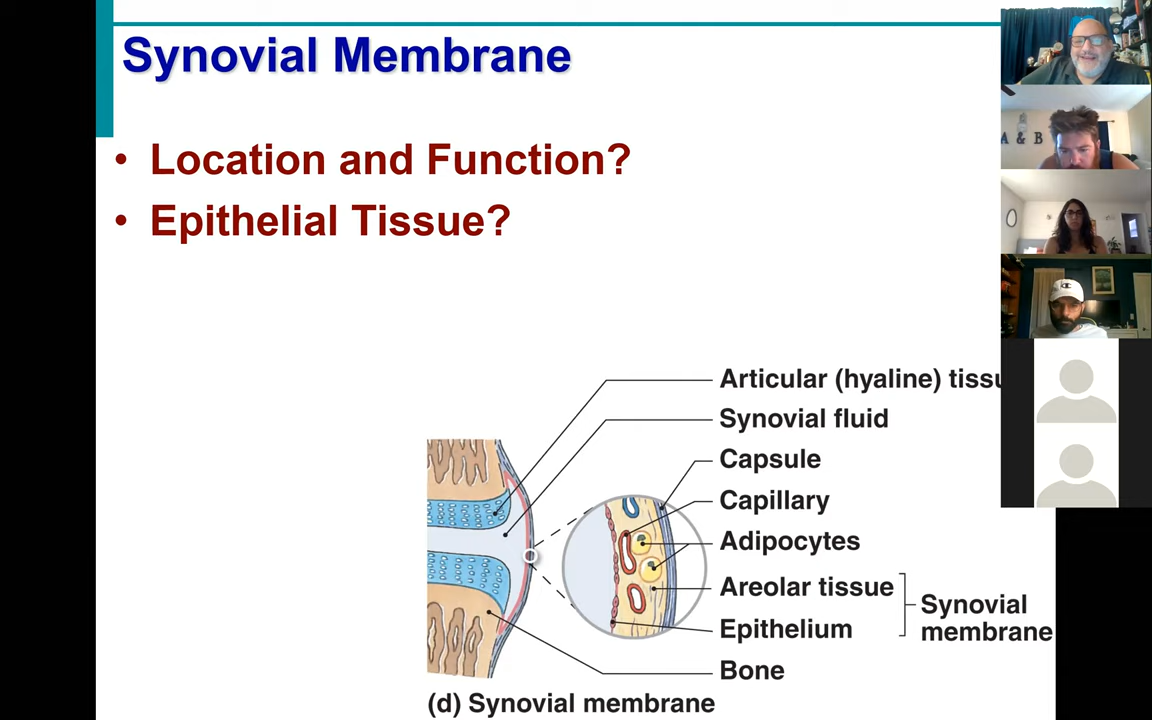 Synovial Membrane
• Location and Function?
• Epithelial Tissue?
Articular (hyaline) tissu
Synovial fluid
Capsule
Capillary
Adipocytes
Areolar tissue
Epithelium
Synovial
membrane
Bone
(d) Synovial membrane
A & B